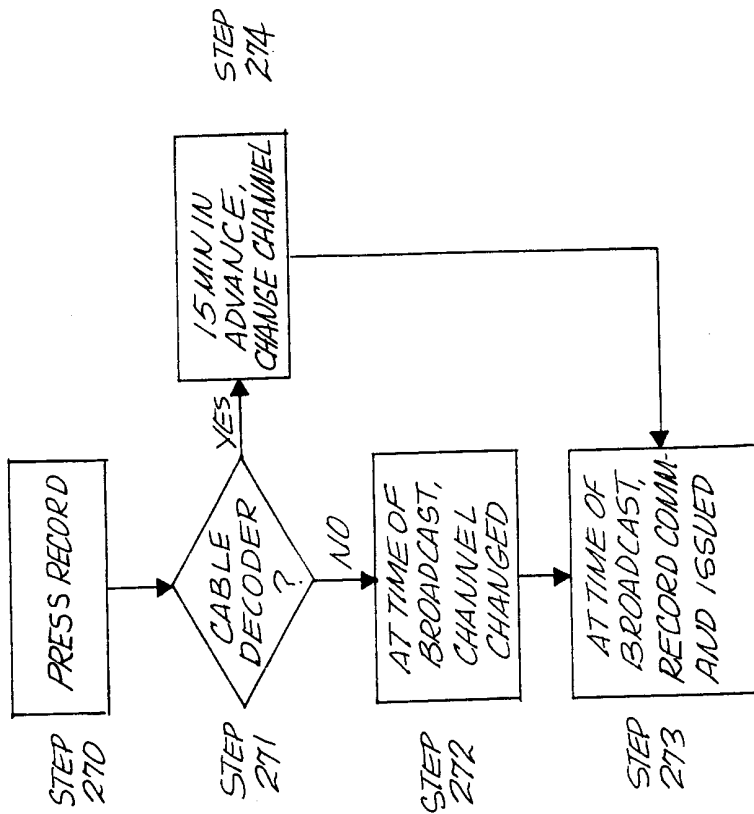 STEP
270
PRESS RECORD
STEP
271
CABLE
DECODER
?
YES
NO
15 MIN IN
ADVANCE,
CHANGE CHANNEL
STEP
274
STEP
272
AT TIME OF
BROADCAST,
CHANNEL
CHANGED
STEP
273
AT TIME OF
BROADCAST,
RECORD COMM-
AND ISSUED